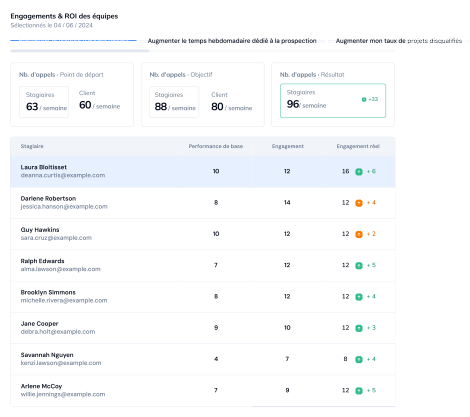 Engagements & ROI des équipes
Sélectionnés le 04 / 06 / 2024
Augmenter le temps hebdomadaire dédié à la prospection
Augmenter mon taux de projets disqualifiés
Nb. d'appels • Point de départ
Stagiaires
63 / semaine
Client
60 / semaine
Nb. d'appels • Objectif
Stagiaires
88 / semaine
Client
80 / semaine
Nb. d'appels • Résultat
Stagiaires
96 / semaine
+33
Stagiaire Performance de base Engagement Engagement réel
Laura Bloitisset
deanna.curtis@example.com
10 12 16 + 6
Darlene Robertson
jessica.hanson@example.com
8 14 12 + 4
Guy Hawkins
sara.cruz@example.com
10 12 12 + 2
Ralph Edwards
alma.lawson@example.com
7 12 12 + 5
Brooklyn Simmons
michelle.rivera@example.com
8 12 12 + 4
Jane Cooper
debra.holt@example.com
9 10 12 + 3
Savannah Nguyen
kenzi.lawson@example.com
4 7 8 + 4
Arlene McCoy
willie.jennings@example.com
7 9 12 + 5